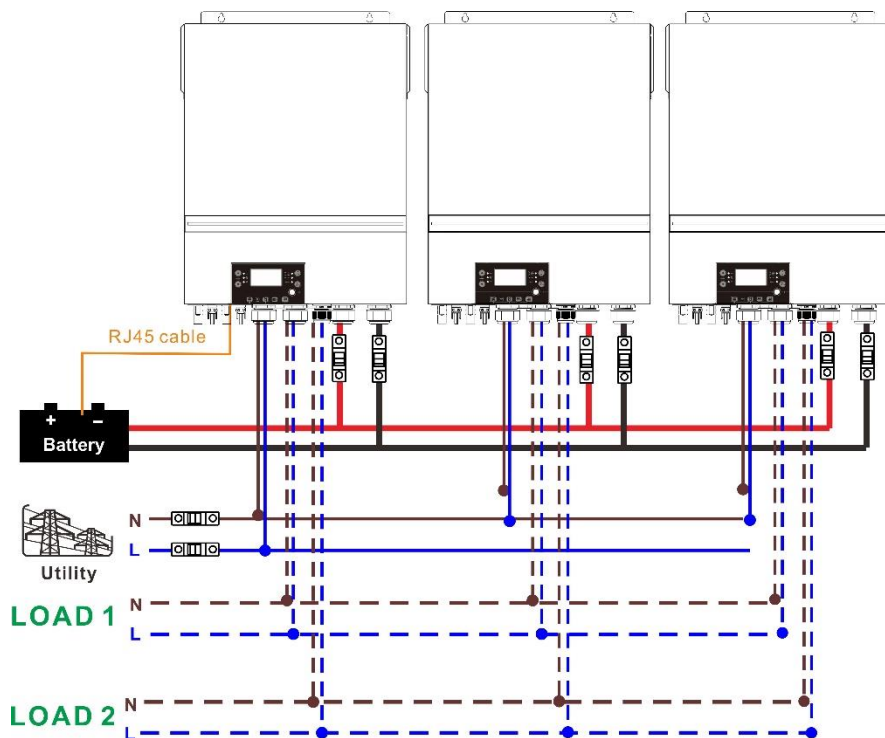 RJ45 cable
+ −
Battery
N
L
Utility
N
LOAD 1
L
N
LOAD 2
L